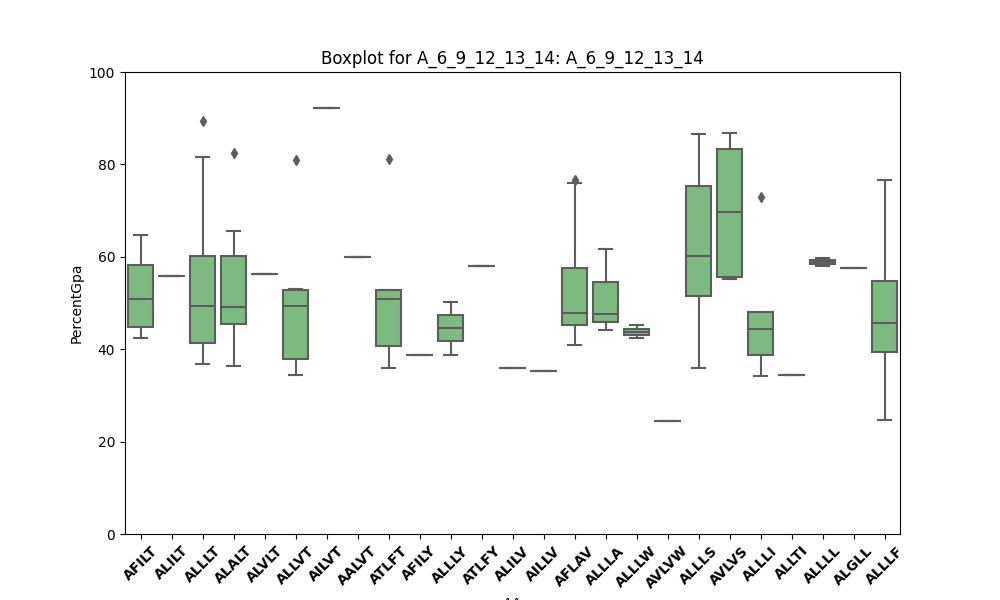 Boxplot for A_6_9_12_13_14: A_6_9_12_13_14
100
80
60
40
20
0
PercentGpa
AFILT ALILT ALLLT ALALT ALVLT ALLVT AILVT AALVT ATLFT AFILY ALLLY ATLFY ALILV AILLV AFLAV ALLLA ALLLW AVLVW ALLLS AVLVS ALLLI ALLTI ALLLL ALGLL ALLLF